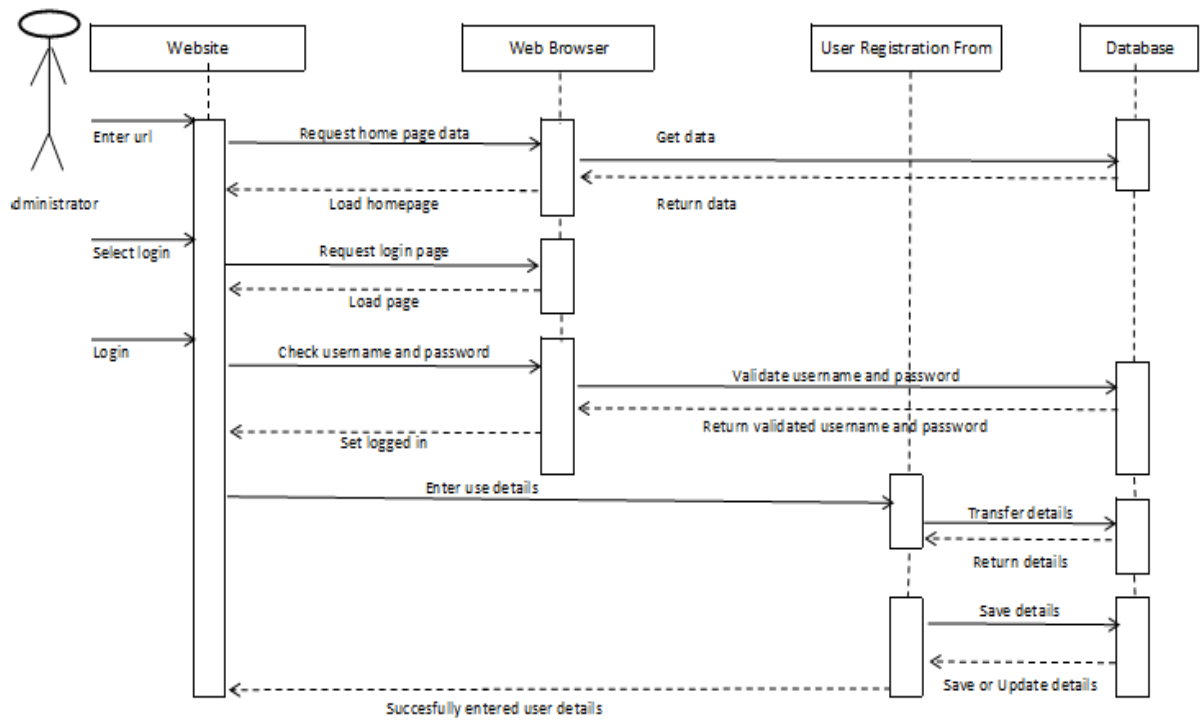 Website
Web Browser
User Registration From
Database
Enter url
Request home page data
Get data
Load homepage
Return data
dministrator
Select login
Request login page
Load page
Login
Check username and password
Validate username and password
Return validated username and password
Set logged in
Enter use details
Transfer details
Return details
Save details
Save or Update details
Succesfully entered user details